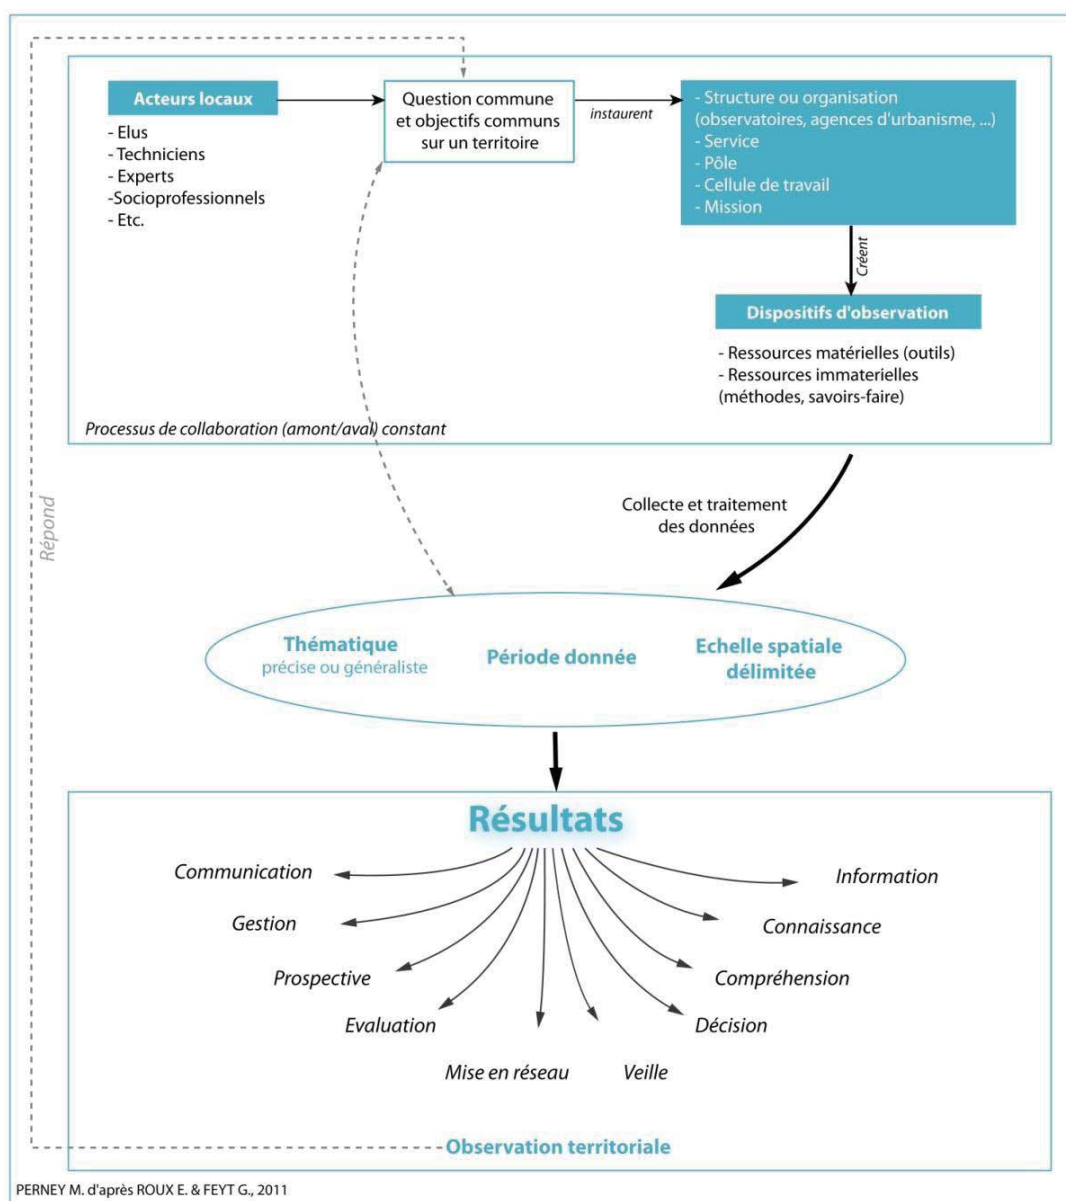 Acteurs locaux
- Elus
- Techniciens
- Experts
-Socioprofessionnels
- Etc.
Question commune
et objectifs communs
sur un territoire
instaurent
- Structure ou organisation
(observatoires, agences d'urbanisme, ...)
- Service
- Pôle
- Cellule de travail
- Mission
Créent
Dispositifs d'observation
- Ressources matérielles (outils)
- Ressources immaterielles
(méthodes, savoirs-faire)
Processus de collaboration (amont/aval) constant
Répond
Collecte et traitement
des données
Thématique
précise ou généraliste
Période donnée
Echelle spatiale
délimitée
Résultats
Communication
Gestion
Prospective
Evaluation
Mise en réseau
Veille
Décision
Compréhension
Connaissance
Information
Observation territoriale
PERNEY M. d'après ROUX E. & FEYT G., 2011